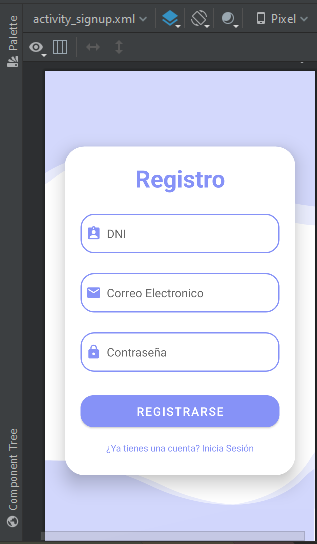 activity_signup.xml
Pixel
Palette
Registro
DNI
Correo Electronico
Contraseña
REGISTRARSE
¿Ya tienes una cuenta? Inicia Sesión
Component Tree